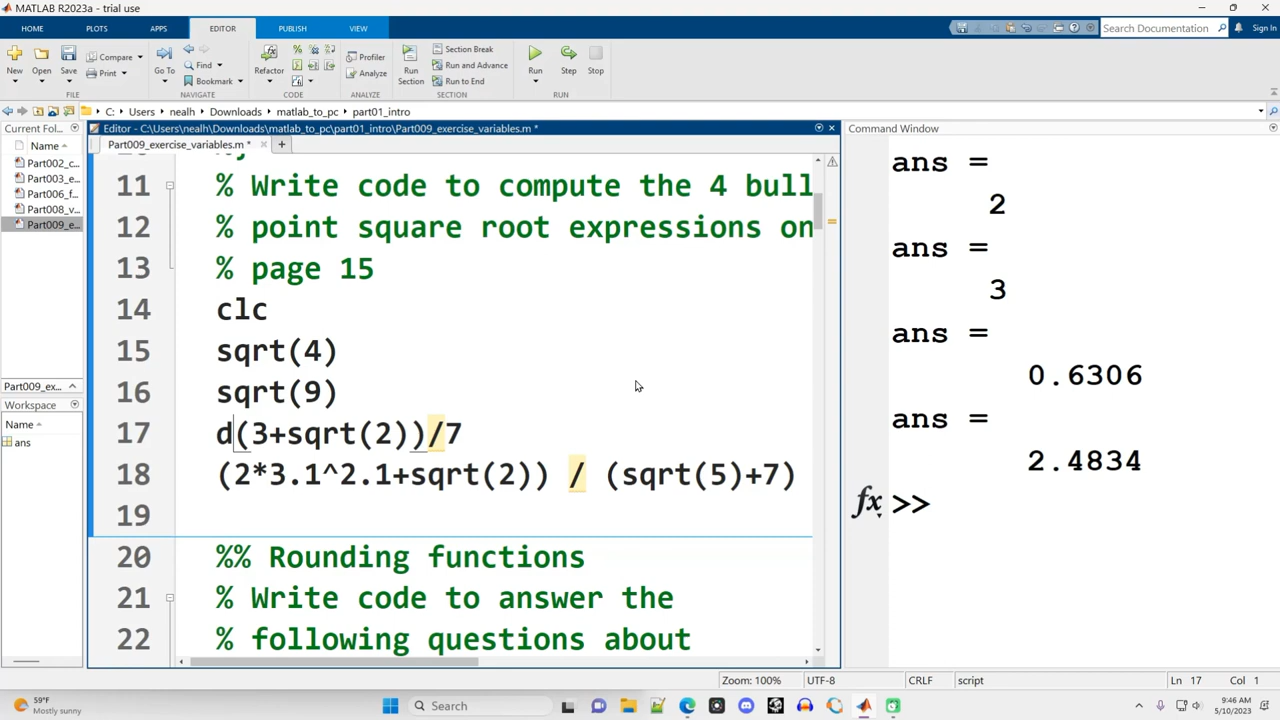 MATLAB R2023a - trial use
HOME PLOTS APPS EDITOR PUBLISH VIEW Search Documentation Sign In
New Open Save Compare Print Go To Find Bookmark Refactor Profiler Analyze Run Section Section Break Run and Advance Run to End Run Step Stop
FILE NAVIGATE CODE ANALYZE SECTION RUN
C: Users nealh Downloads matlab_to_pc part01_intro
Current Fol...
Name
Part002_c...
Part003_e...
Part006_f...
Part008_v...
Part009_e...
Part009_ex...
Workspace
Name
ans
Editor - C:\Users\nealh\Downloads\matlab_to_pc\part01_intro\Part009_exercise_variables.m *
Part009_exercise_variables.m *
11 % Write code to compute the 4 bull
12 % point square root expressions on
13 % page 15
14 clc
15 sqrt(4)
16 sqrt(9)
17 d(3+sqrt(2))/7
18 (2*3.1^2.1+sqrt(2)) / (sqrt(5)+7)
19
20 %% Rounding functions
21 % Write code to answer the
22 % following questions about
Command Window
ans =
2
ans =
3
ans =
0.6306
ans =
2.4834
fx >>
Zoom: 100% UTF-8 CRLF script Ln 17 Col 1
59°F
Mostly sunny
Search
9:46 AM
5/10/2023